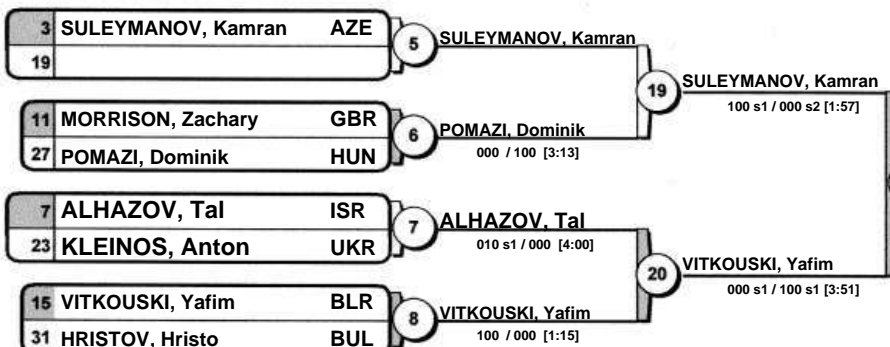 3 SULEYMANOV, Kamran AZE
19
5
SULEYMANOV, Kamran
11 MORRISON, Zachary GBR
27 POMAZI, Dominik HUN
6
POMAZI, Dominik
000 / 100 [3:13]
19
SULEYMANOV, Kamran
100 s1 / 000 s2 [1:57]
7 ALHAZOV, Tal ISR
23 KLEINOS, Anton UKR
7
ALHAZOV, Tal
010 s1 / 000 [4:00]
15 VITKOUSKI, Yafim BLR
31 HRISTOV, Hristo BUL
8
VITKOUSKI, Yafim
100 / 000 [1:15]
20
VITKOUSKI, Yafim
000 s1 / 100 s1 [3:51]